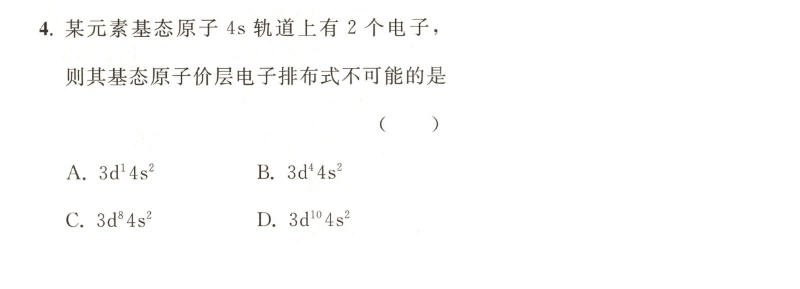 4. 某元素基态原子 4s 轨道上有 2 个电子，
则其基态原子价层电子排布式不可能的是
（　　）
A. 3d¹4s²　　B. 3d⁴4s²
C. 3d⁸4s²　　D. 3d¹⁰4s²